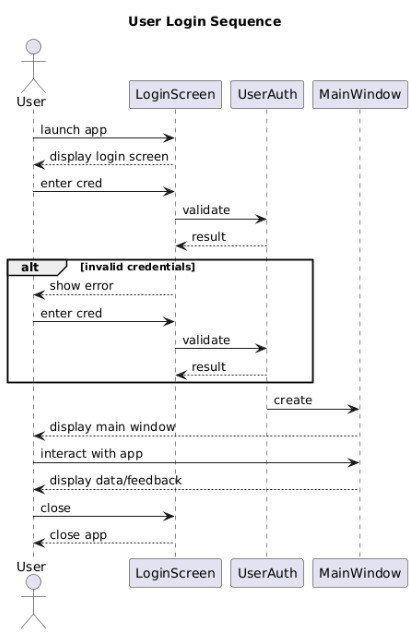 User Login Sequence
User
LoginScreen
UserAuth
MainWindow
launch app
display login screen
enter cred
validate
result
alt
[invalid credentials]
show error
enter cred
validate
result
create
display main window
interact with app
display data/feedback
close
close app
User
LoginScreen
UserAuth
MainWindow